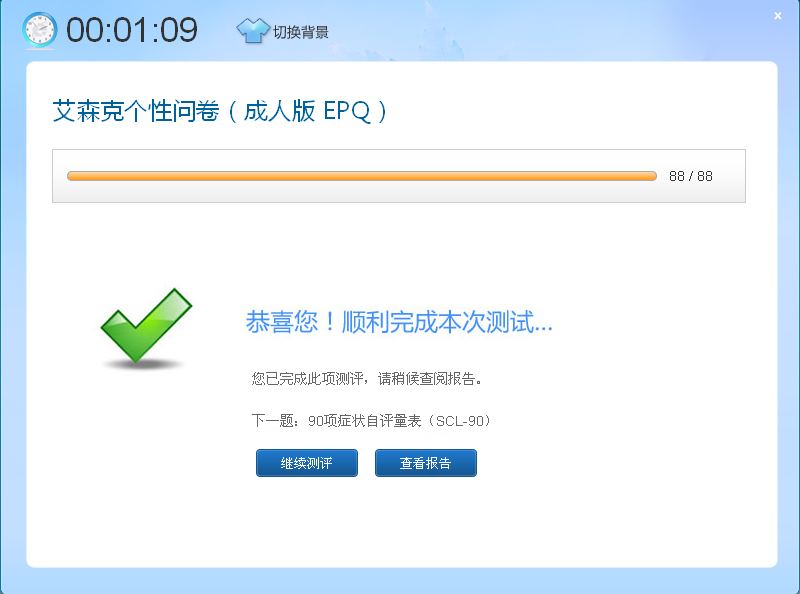 00:01:09
切换背景
艾森克个性问卷（成人版 EPQ）
88 / 88
恭喜您！顺利完成本次测试...
您已完成此项测评，请稍候查阅报告。
下一题：90项症状自评量表（SCL-90）
继续测评
查看报告